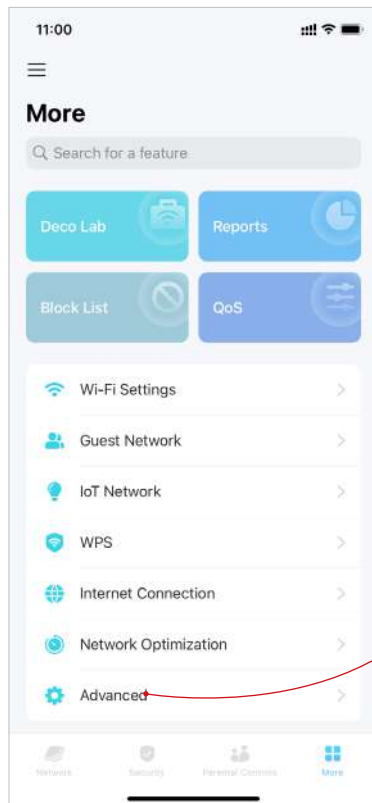 11:00
More
Search for a feature
Deco Lab
Reports
Block List
QoS
Wi-Fi Settings
Guest Network
IoT Network
WPS
Internet Connection
Network Optimization
Advanced
Network
Security
Parental Controls
More